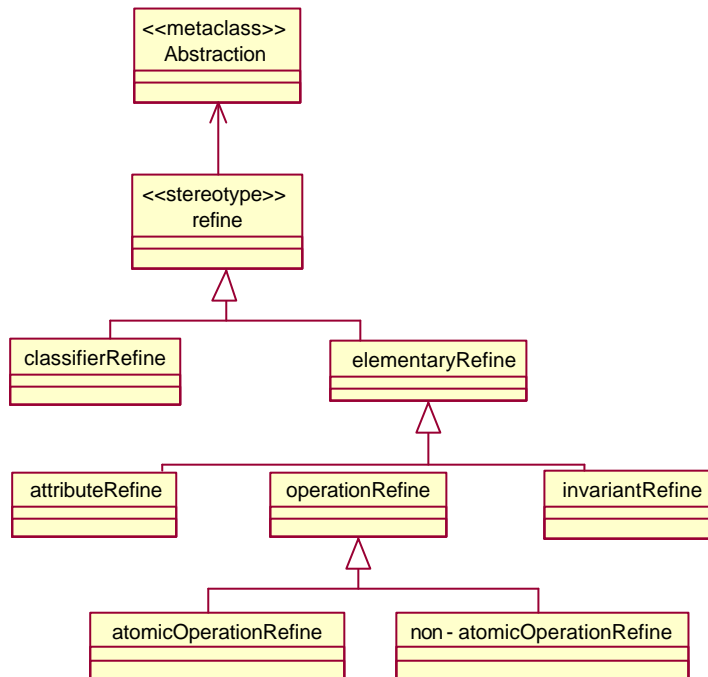 <<metaclass>>
Abstraction
<<stereotype>>
refine
classifierRefine
elementaryRefine
attributeRefine
operationRefine
invariantRefine
atomicOperationRefine
non - atomicOperationRefine